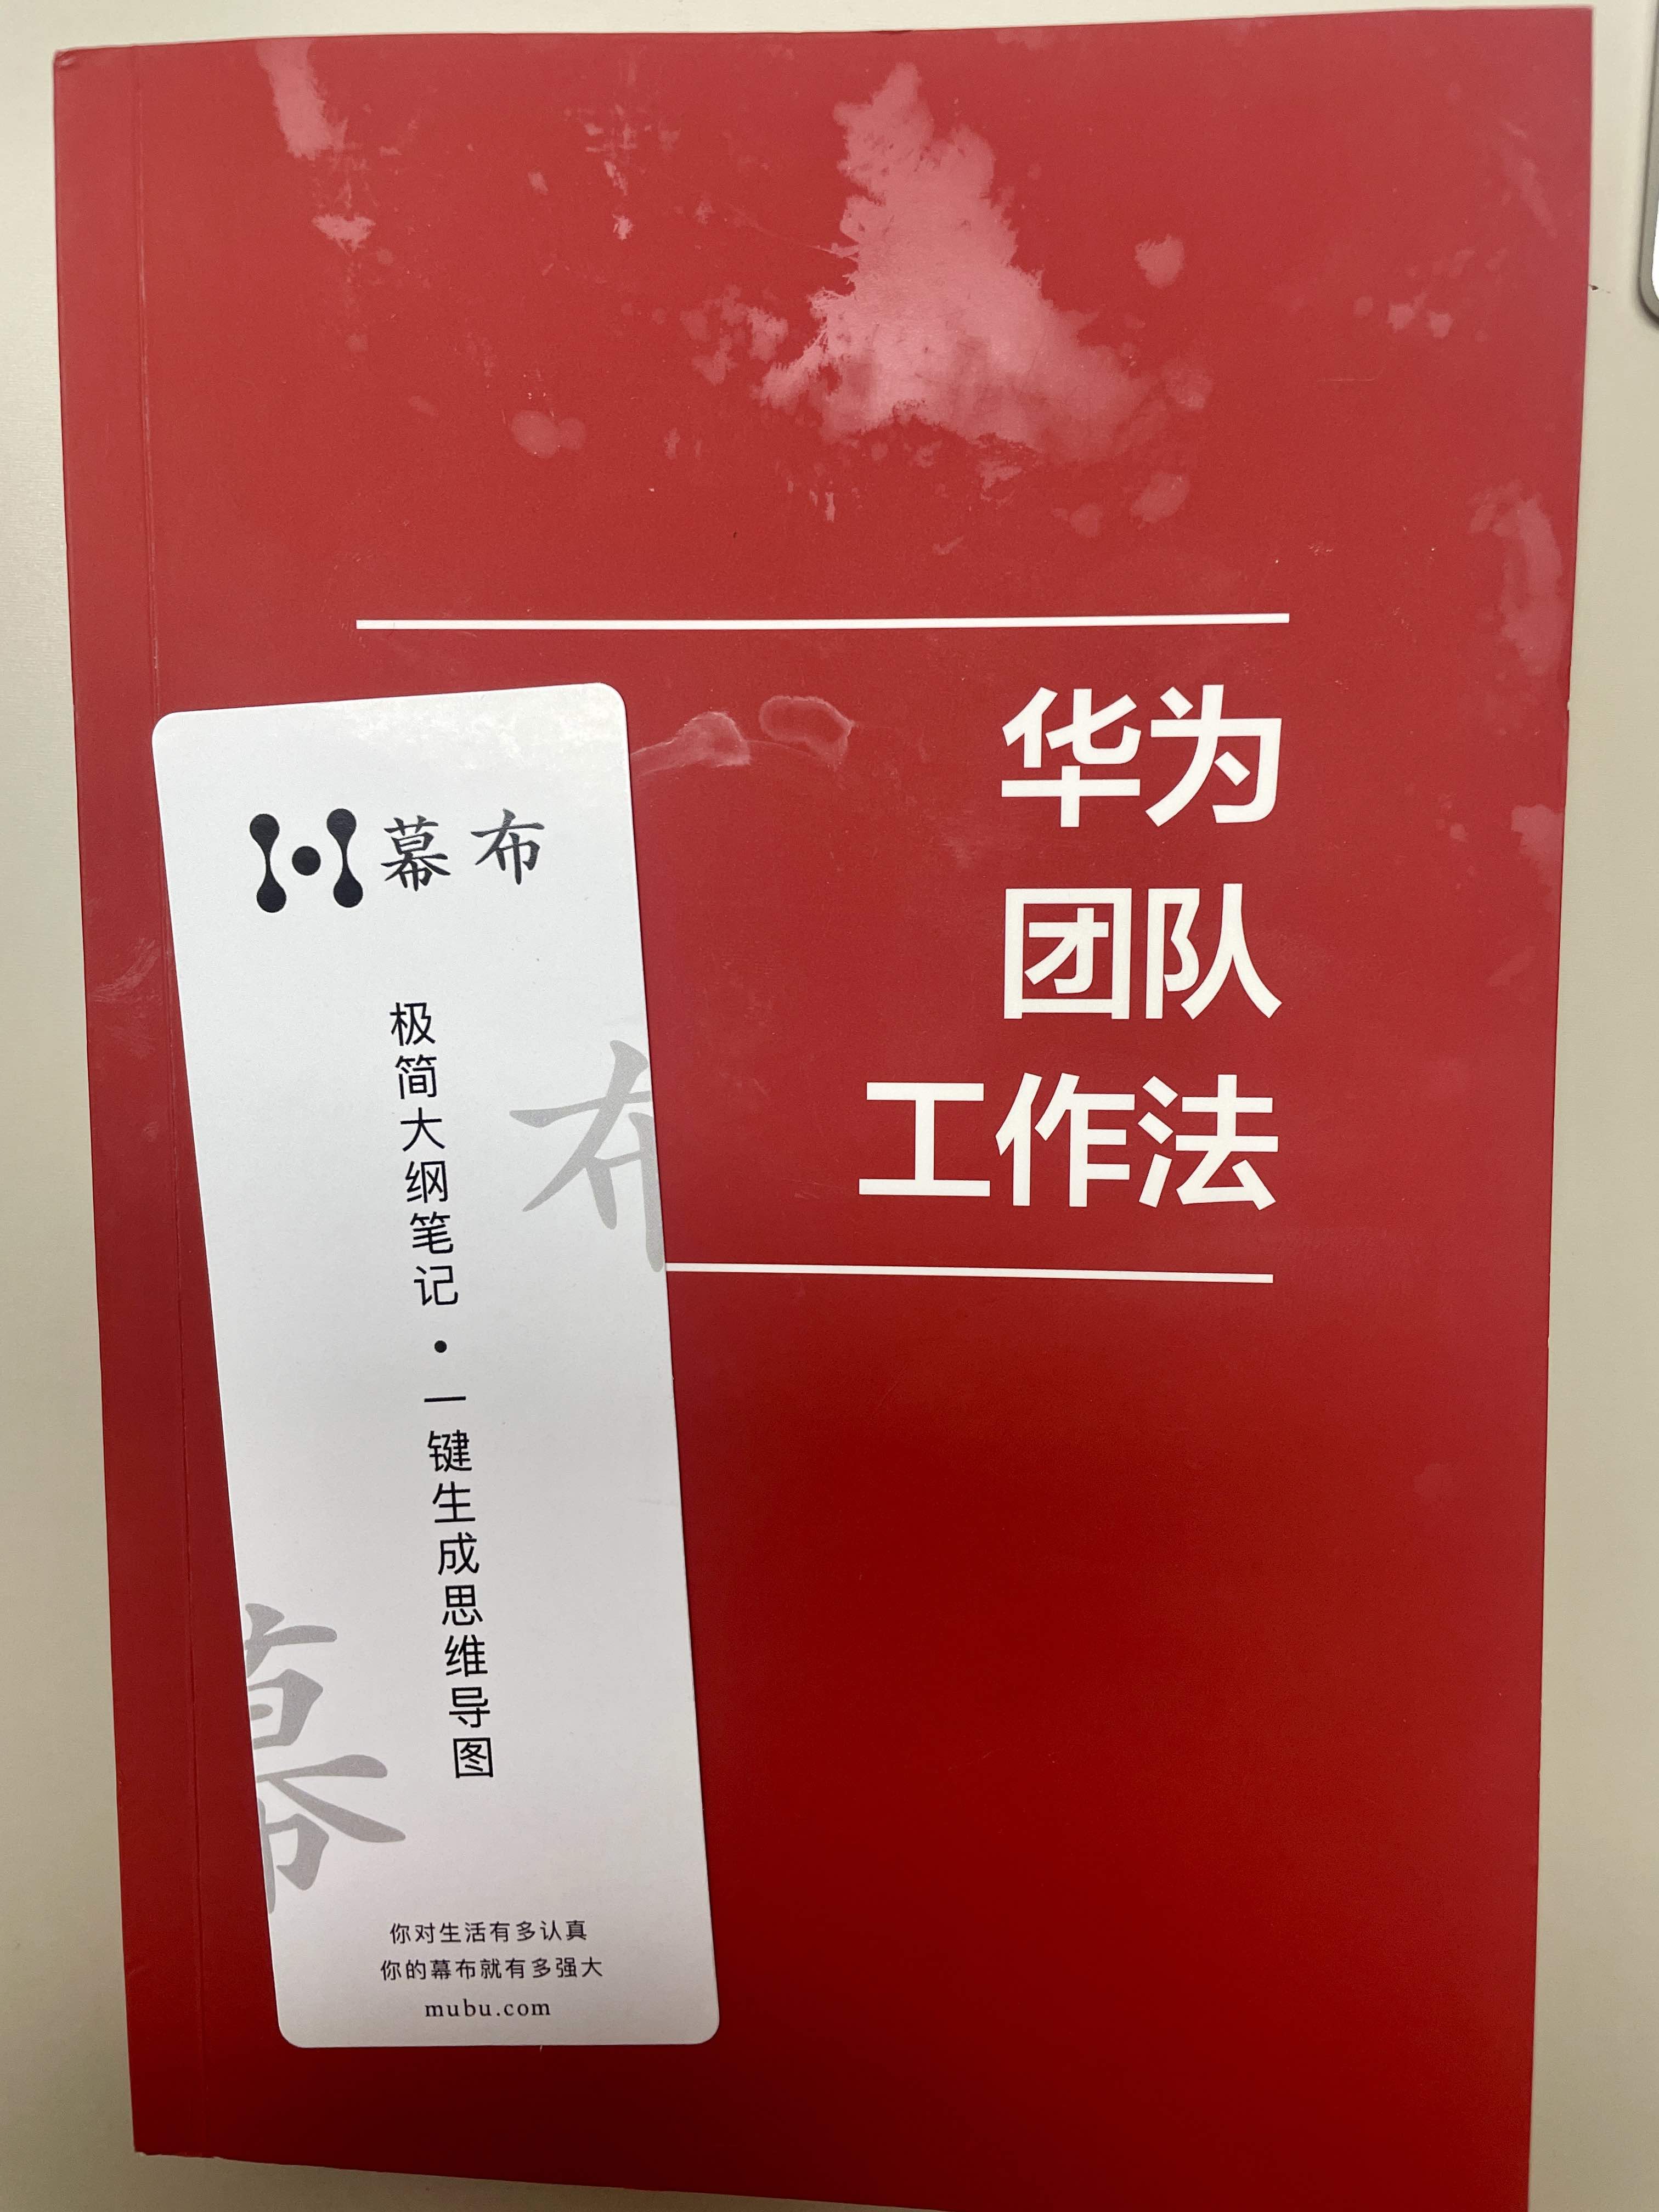 华为
团队
工作法
幕布
极简大纲笔记·一键生成思维导图
布
幕
你对生活有多认真
你的幕布就有多强大
mubu.com